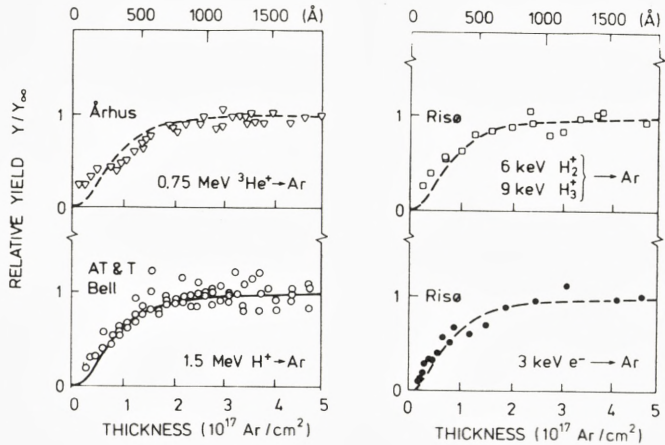 0 500 1000 1500 (Å)
0 500 1000 1500 (Å)
RELATIVE YIELD Y/Y∞
1
0
Århus
0.75 MeV ³He⁺→Ar
1
0
Risø
6 keV H₂⁺
9 keV H₃⁺
→Ar
1
0
AT & T
Bell
1.5 MeV H⁺→Ar
1
0
Risø
3 keV e⁻ → Ar
0 1 2 3 4 5
THICKNESS (10¹⁷ Ar/cm²)
0 1 2 3 4 5
THICKNESS (10¹⁷ Ar/cm²)